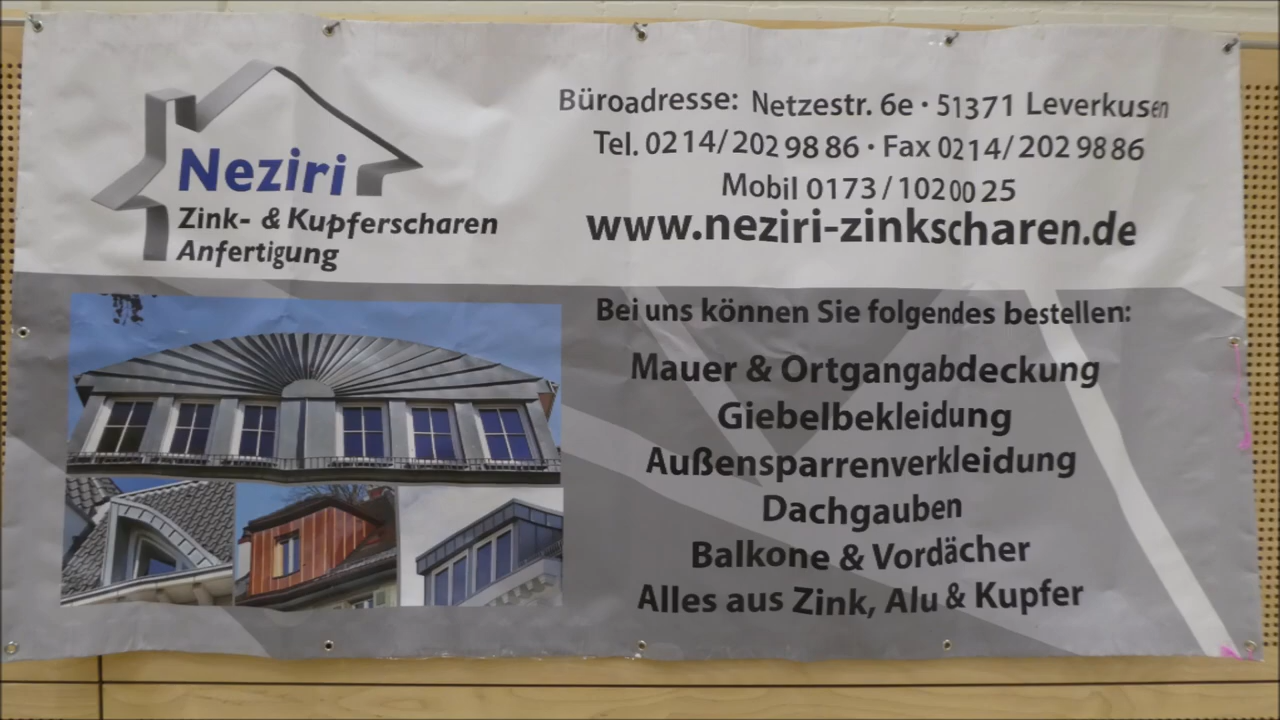 Neziri
Zink- & Kupferscharen
Anfertigung
Büroadresse: Netzestr. 6e · 51371 Leverkusen
Tel. 0214/202 98 86 · Fax 0214/202 98 86
Mobil 0173/102 00 25
www.neziri-zinkscharen.de
Bei uns können Sie folgendes bestellen:
Mauer & Ortgangabdeckung
Giebelbekleidung
Außensparrenverkleidung
Dachgauben
Balkone & Vordächer
Alles aus Zink, Alu & Kupfer